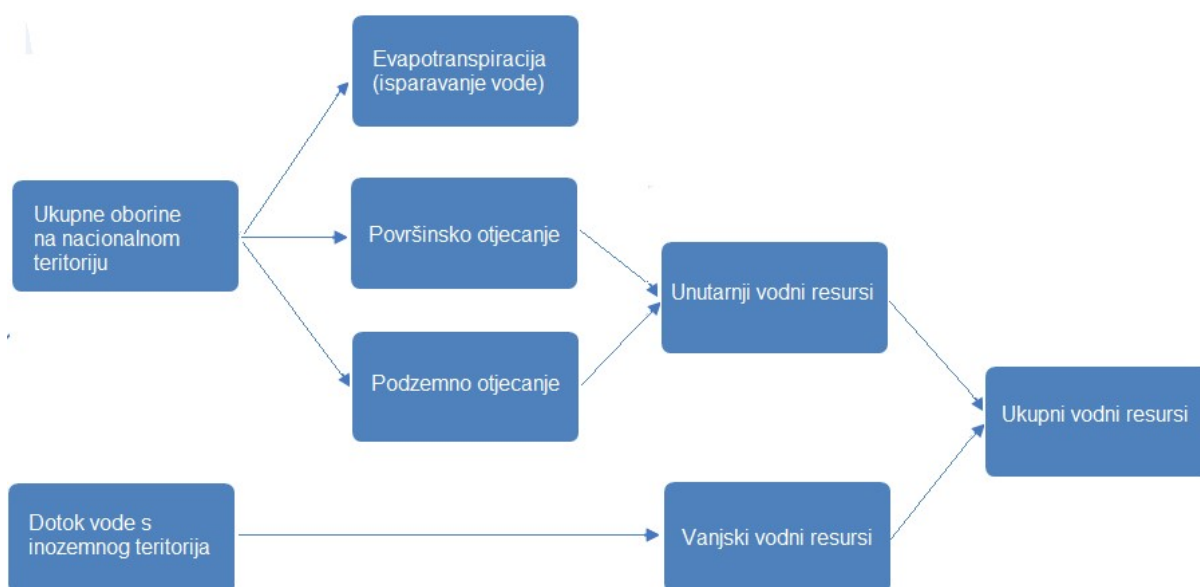 Evapotranspiracija
(isparavanje vode)
Ukupne oborine
na nacionalnom
teritoriju
Površinsko otjecanje
Unutarnji vodni resursi
Podzemno otjecanje
Ukupni vodni resursi
Dotok vode s
inozemnog teritorija
Vanjski vodni resursi